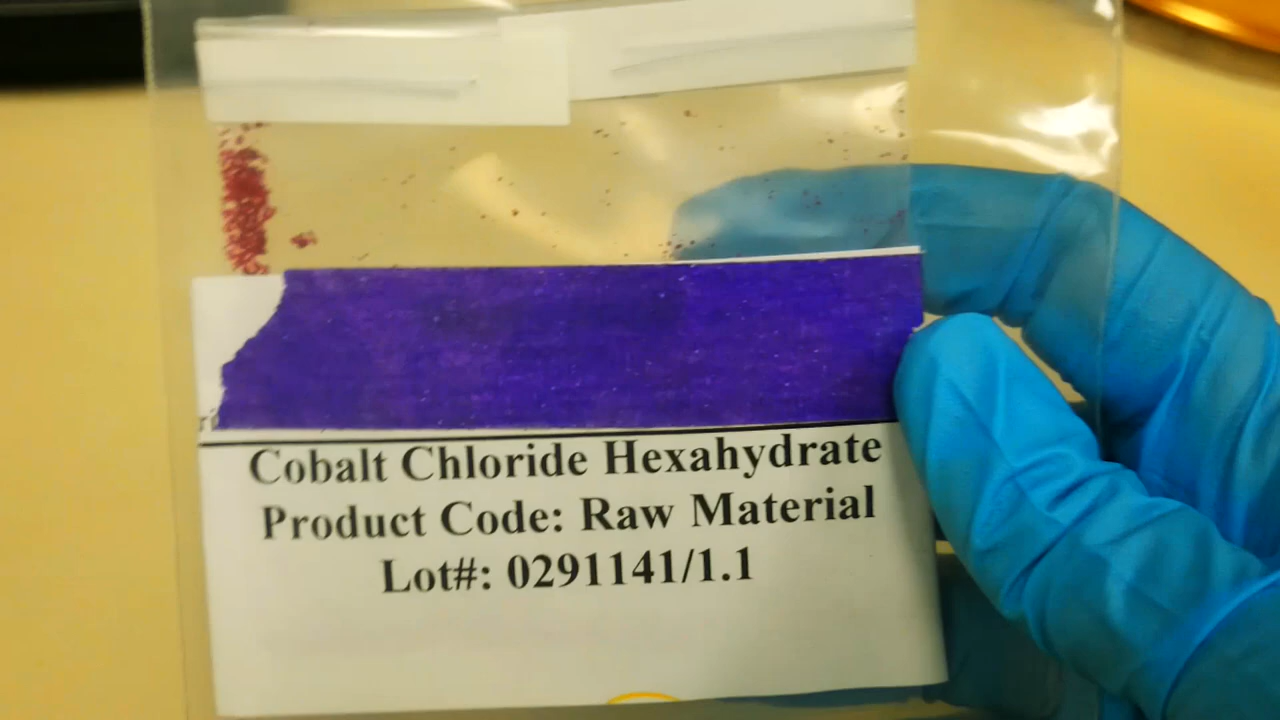 Cobalt Chloride Hexahydrate
Product Code: Raw Material
Lot#: 0291141/1.1